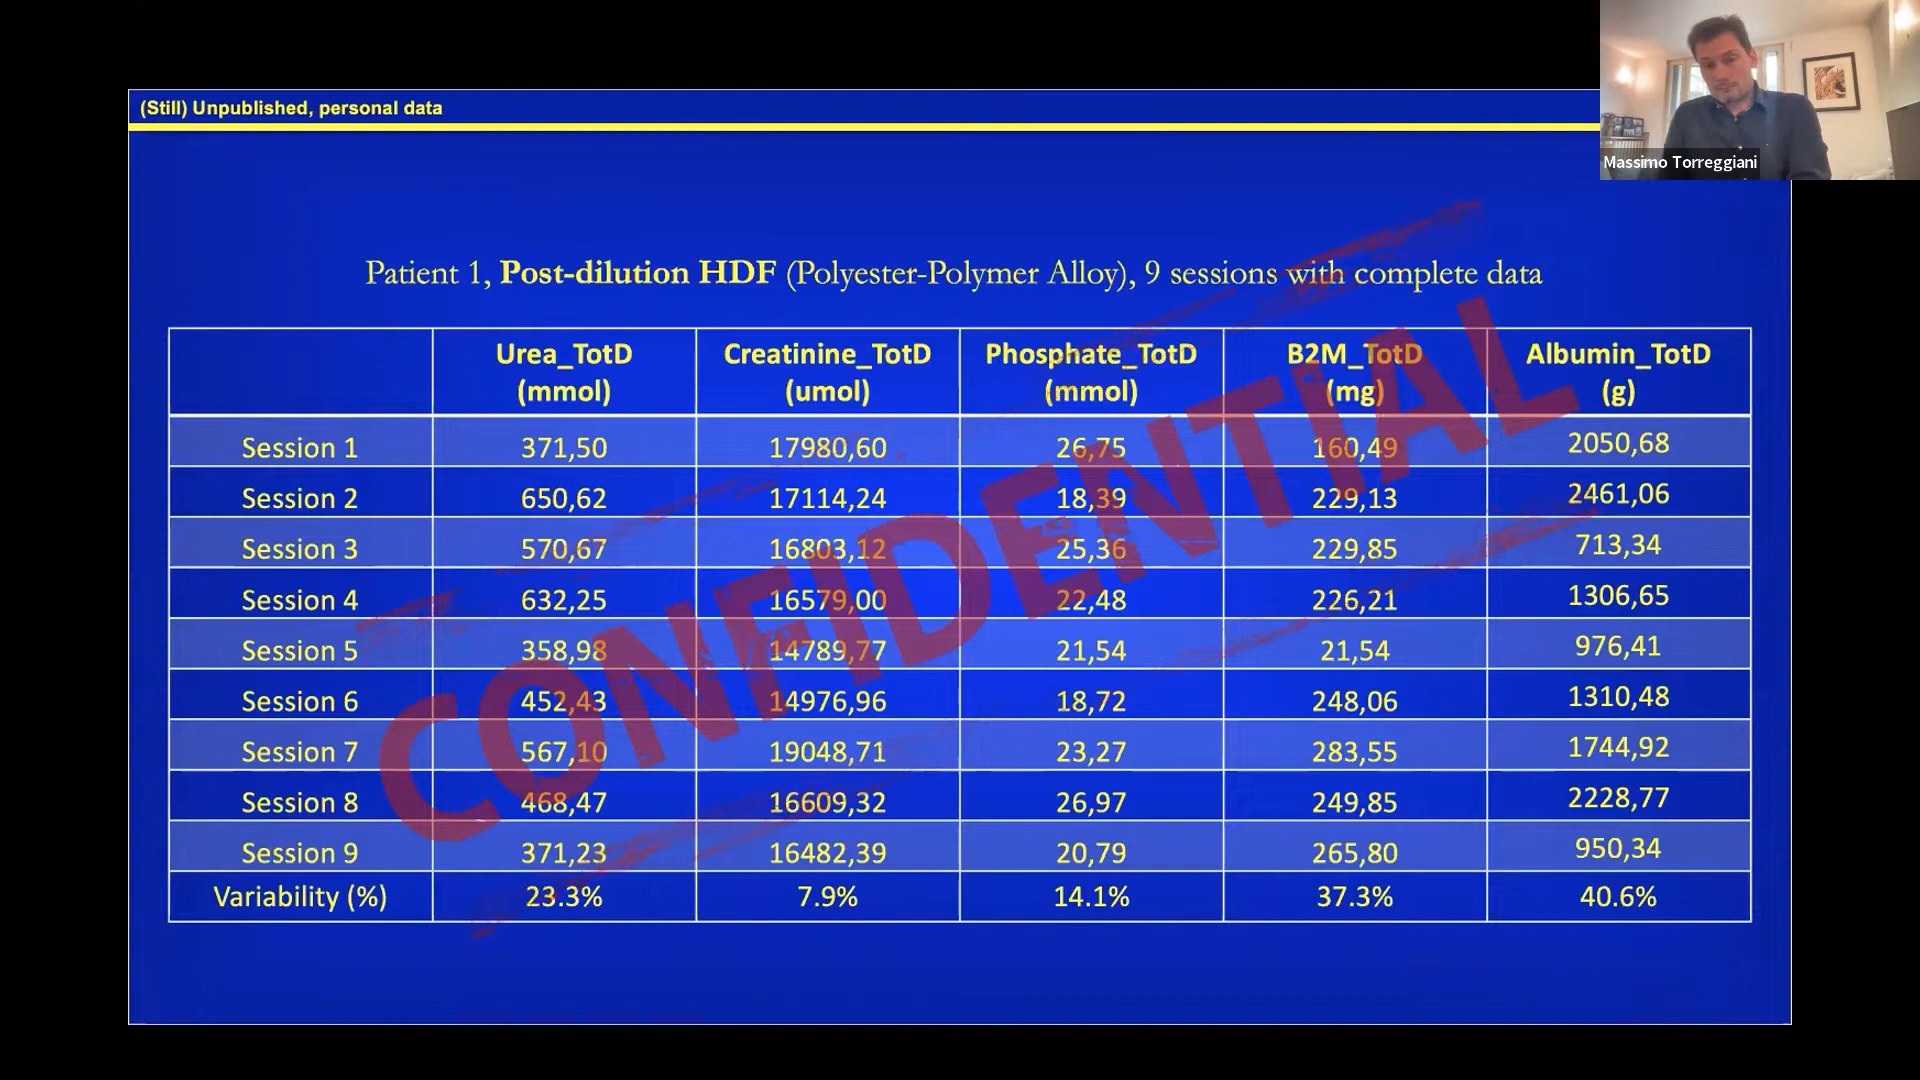 (Still) Unpublished, personal data
Massimo Torreggiani
Patient 1, Post-dilution HDF (Polyester-Polymer Alloy), 9 sessions with complete data
Urea_TotD (mmol) Creatinine_TotD (umol) Phosphate_TotD (mmol) B2M_TotD (mg) Albumin_TotD (g)
Session 1 371,50 17980,60 26,75 160,49 2050,68
Session 2 650,62 17114,24 18,39 229,13 2461,06
Session 3 570,67 16803,12 25,36 229,85 713,34
Session 4 632,25 16579,00 22,48 226,21 1306,65
Session 5 358,98 14789,77 21,54 21,54 976,41
Session 6 452,43 14976,96 18,72 248,06 1310,48
Session 7 567,10 19048,71 23,27 283,55 1744,92
Session 8 468,47 16609,32 26,97 249,85 2228,77
Session 9 371,23 16482,39 20,79 265,80 950,34
Variability (%) 23.3% 7.9% 14.1% 37.3% 40.6%
CONFIDENTIAL